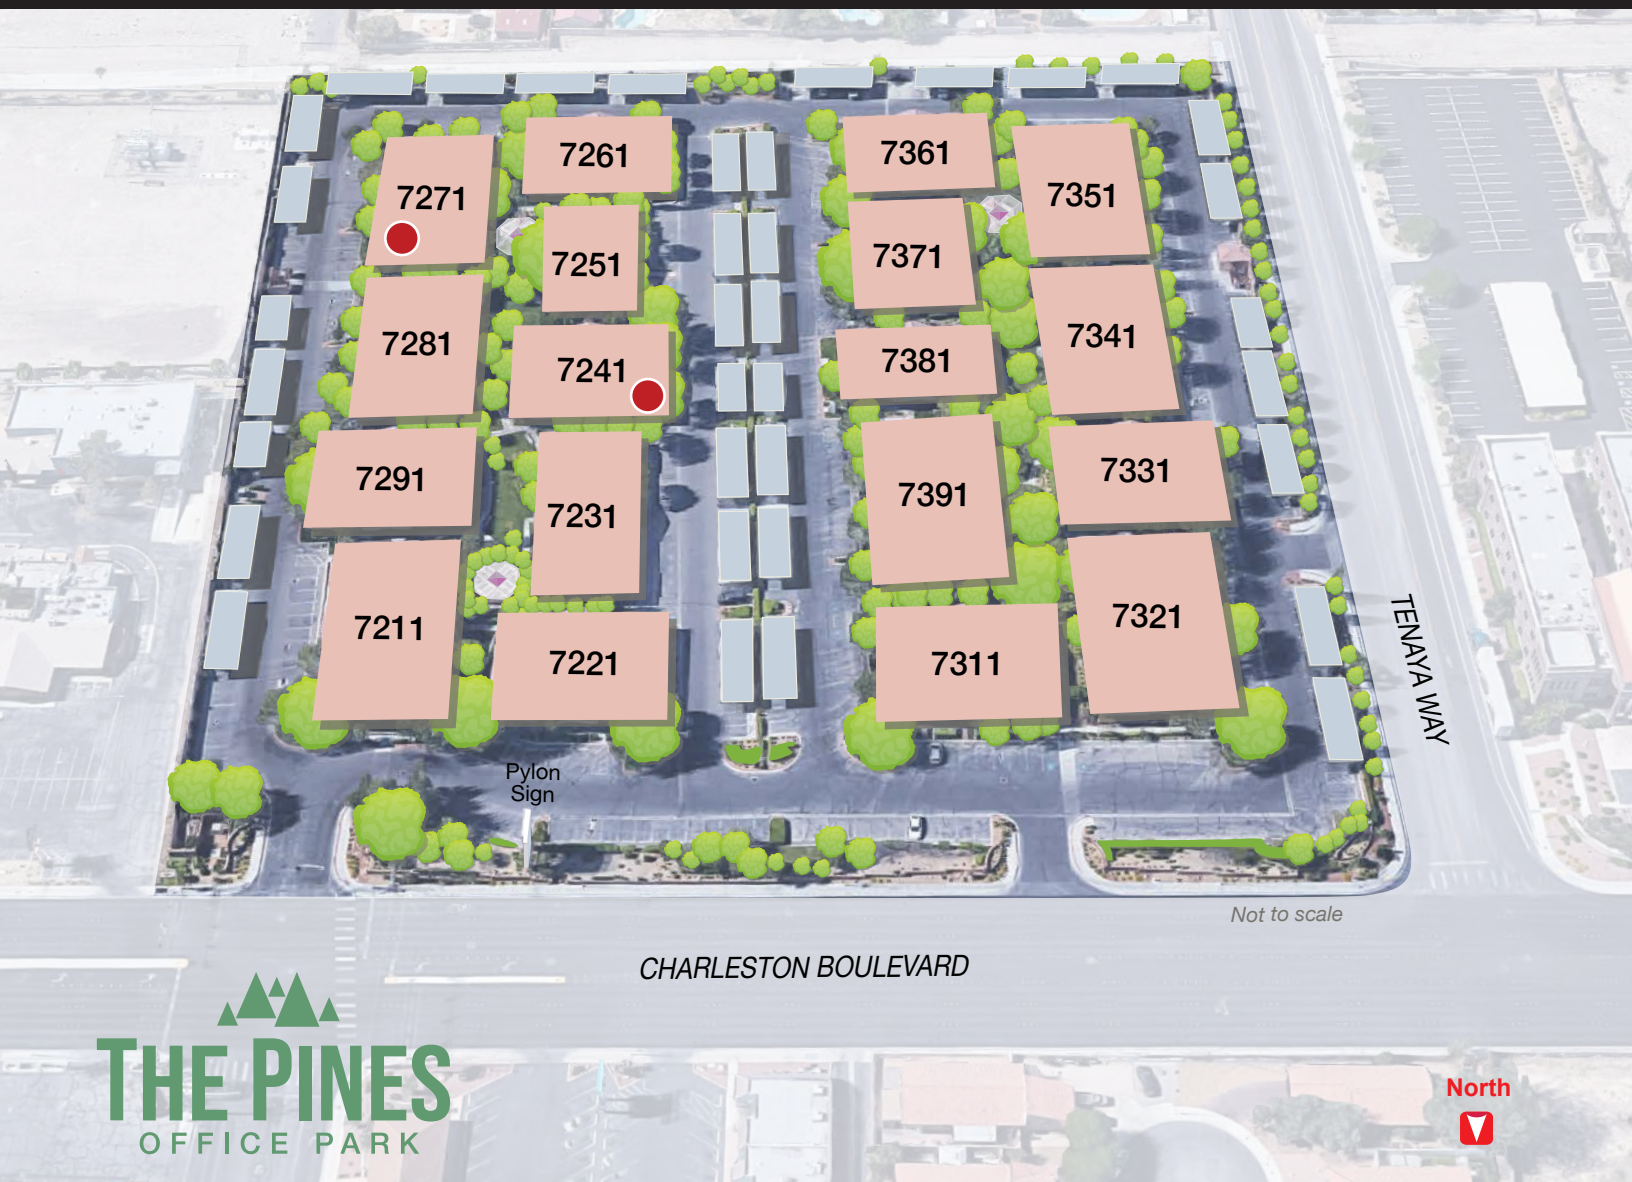 7261
7361
7271
7351
7251
7371
7281
7341
7241
7381
7291
7331
7231
7391
7211
7321
7221
7311
TENAYA WAY
Pylon
Sign
Not to scale
CHARLESTON BOULEVARD
THE PINES
OFFICE PARK
North